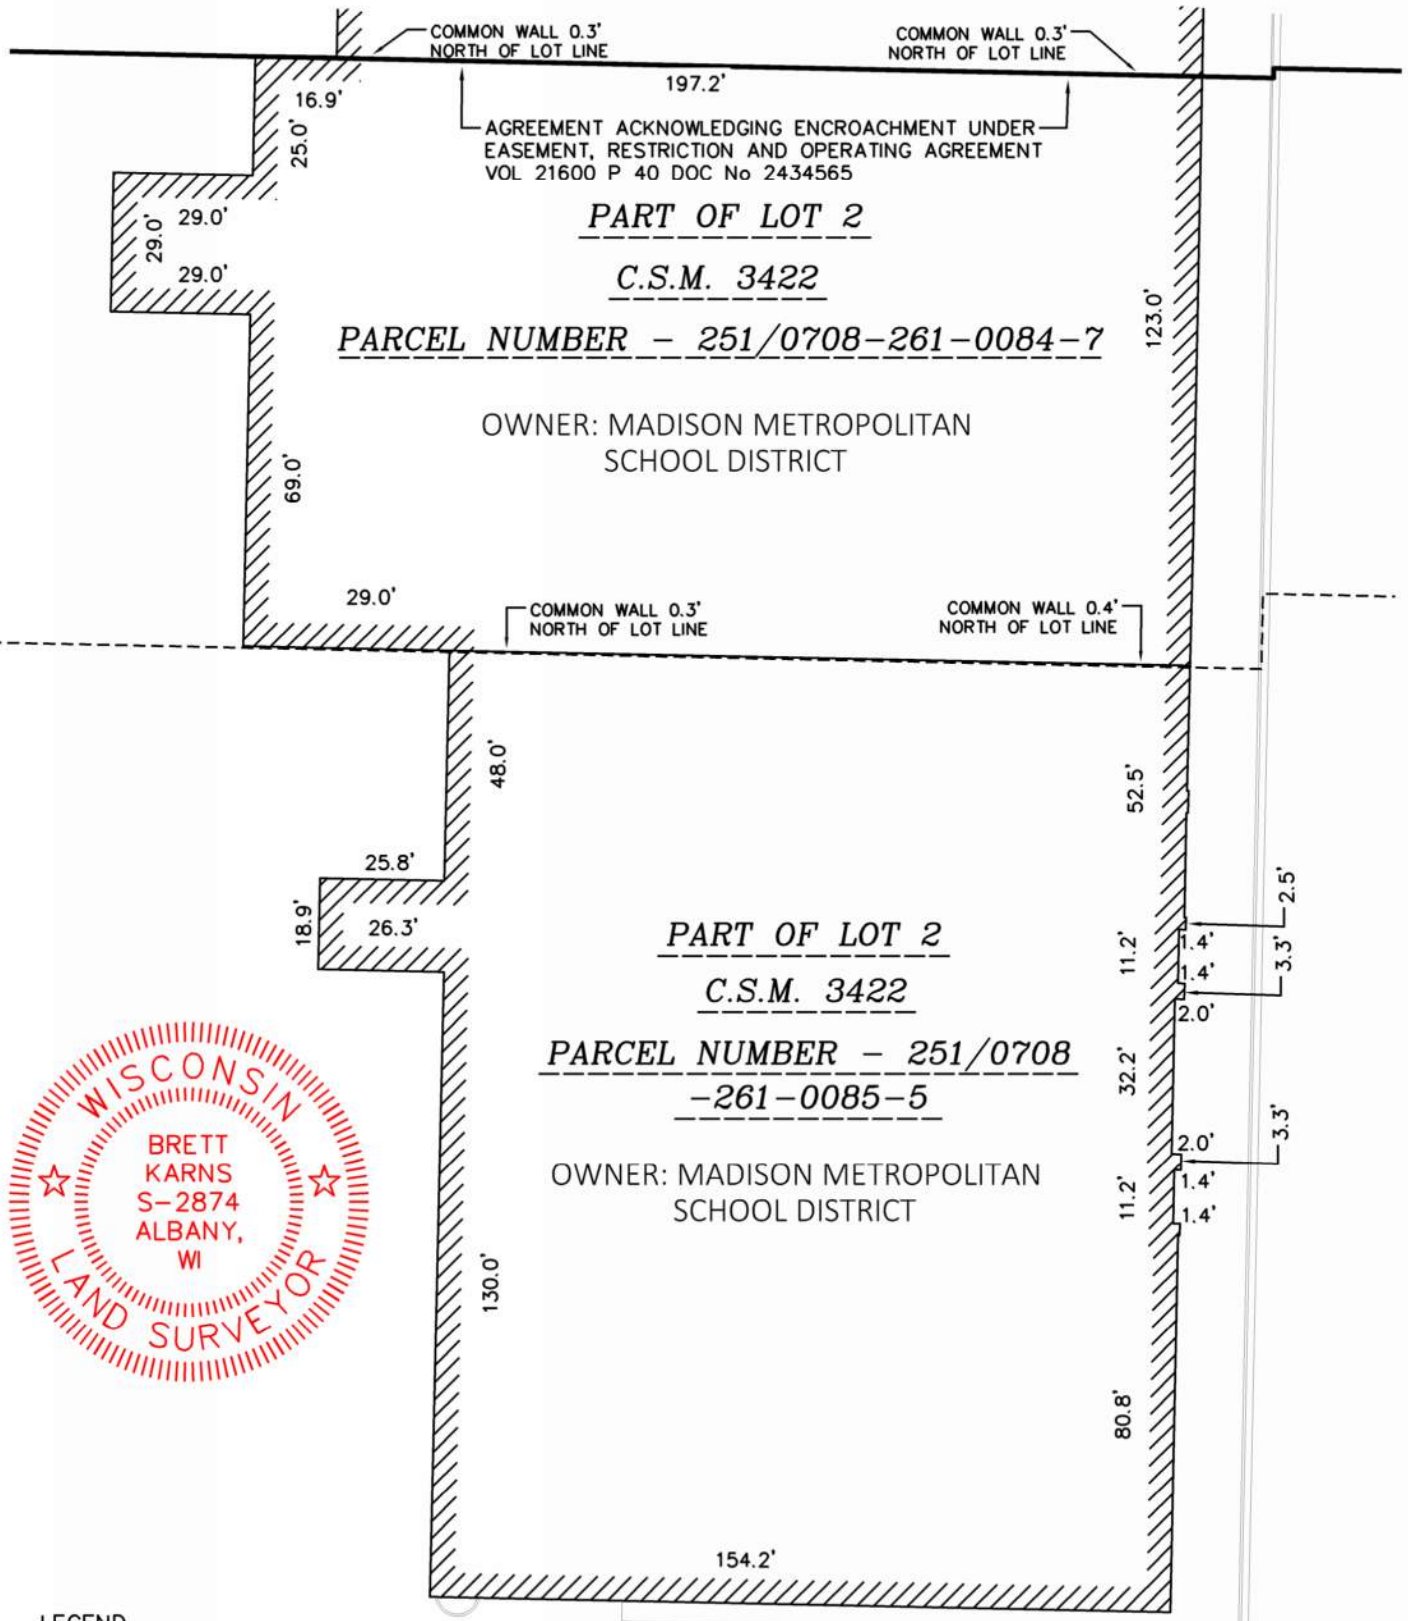 COMMON WALL 0.3'
NORTH OF LOT LINE
COMMON WALL 0.3'
NORTH OF LOT LINE
197.2'
16.9'
25.0'
AGREEMENT ACKNOWLEDGING ENCROACHMENT UNDER
EASEMENT, RESTRICTION AND OPERATING AGREEMENT
VOL 21600 P 40 DOC No 2434565
29.0'
29.0'
29.0'
PART OF LOT 2
C.S.M. 3422
PARCEL NUMBER - 251/0708-261-0084-7
123.0'
OWNER: MADISON METROPOLITAN
SCHOOL DISTRICT
69.0'
29.0'
COMMON WALL 0.3'
NORTH OF LOT LINE
COMMON WALL 0.4'
NORTH OF LOT LINE
48.0'
52.5'
25.8'
18.9'
26.3'
2.5'
11.2'
1.4'
3.3'
1.4'
2.0'
PART OF LOT 2
C.S.M. 3422
PARCEL NUMBER - 251/0708
-261-0085-5
32.2'
2.0'
3.3'
1.4'
11.2'
1.4'
OWNER: MADISON METROPOLITAN
SCHOOL DISTRICT
WISCONSIN
BRETT
KARNS
S-2874
ALBANY,
WI
LAND SURVEYOR
130.0'
80.8'
154.2'
LEGEND